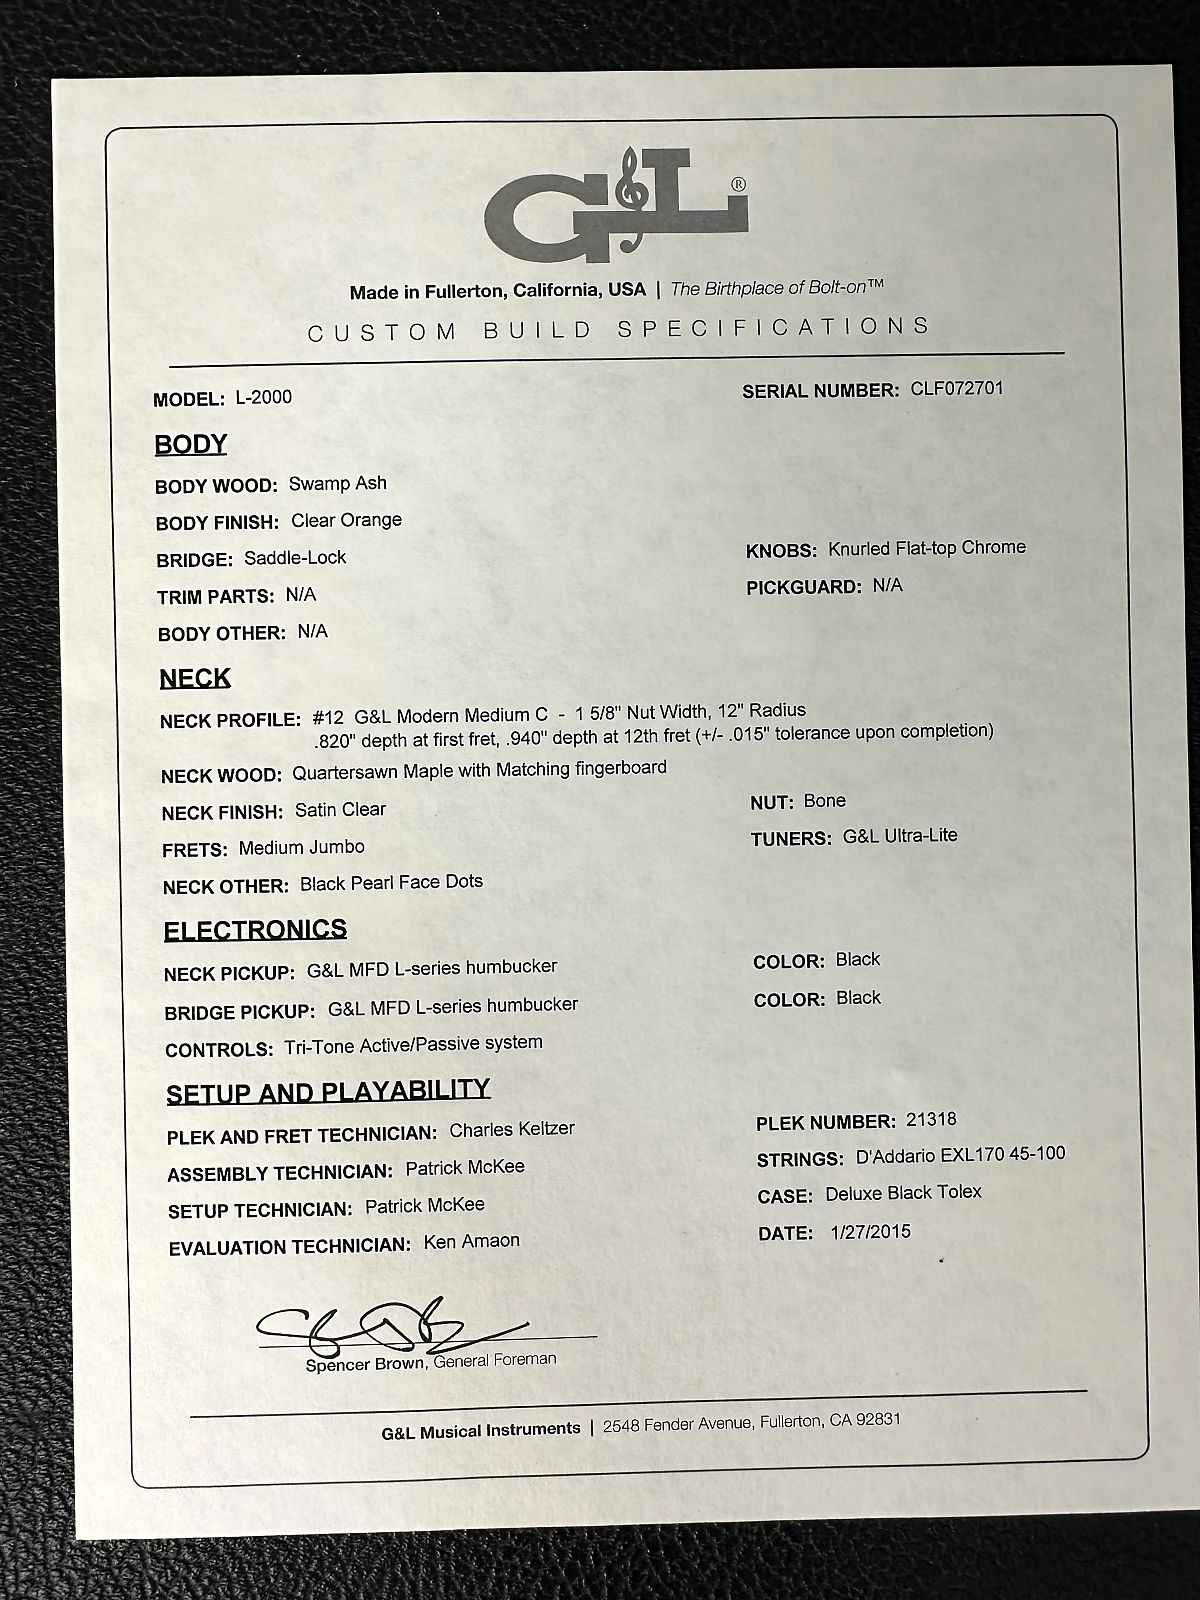 G&L®
Made in Fullerton, California, USA | The Birthplace of Bolt-on™
CUSTOM BUILD SPECIFICATIONS
MODEL: L-2000 SERIAL NUMBER: CLF072701
BODY
BODY WOOD: Swamp Ash
BODY FINISH: Clear Orange
BRIDGE: Saddle-Lock KNOBS: Knurled Flat-top Chrome
TRIM PARTS: N/A PICKGUARD: N/A
BODY OTHER: N/A
NECK
NECK PROFILE: #12 G&L Modern Medium C - 1 5/8" Nut Width, 12" Radius
.820" depth at first fret, .940" depth at 12th fret (+/- .015" tolerance upon completion)
NECK WOOD: Quartersawn Maple with Matching fingerboard
NECK FINISH: Satin Clear NUT: Bone
FRETS: Medium Jumbo TUNERS: G&L Ultra-Lite
NECK OTHER: Black Pearl Face Dots
ELECTRONICS
NECK PICKUP: G&L MFD L-series humbucker COLOR: Black
BRIDGE PICKUP: G&L MFD L-series humbucker COLOR: Black
CONTROLS: Tri-Tone Active/Passive system
SETUP AND PLAYABILITY
PLEK AND FRET TECHNICIAN: Charles Keltzer PLEK NUMBER: 21318
ASSEMBLY TECHNICIAN: Patrick McKee STRINGS: D'Addario EXL170 45-100
SETUP TECHNICIAN: Patrick McKee CASE: Deluxe Black Tolex
EVALUATION TECHNICIAN: Ken Amaon DATE: 1/27/2015
Spencer Brown, General Foreman
G&L Musical Instruments | 2548 Fender Avenue, Fullerton, CA 92831